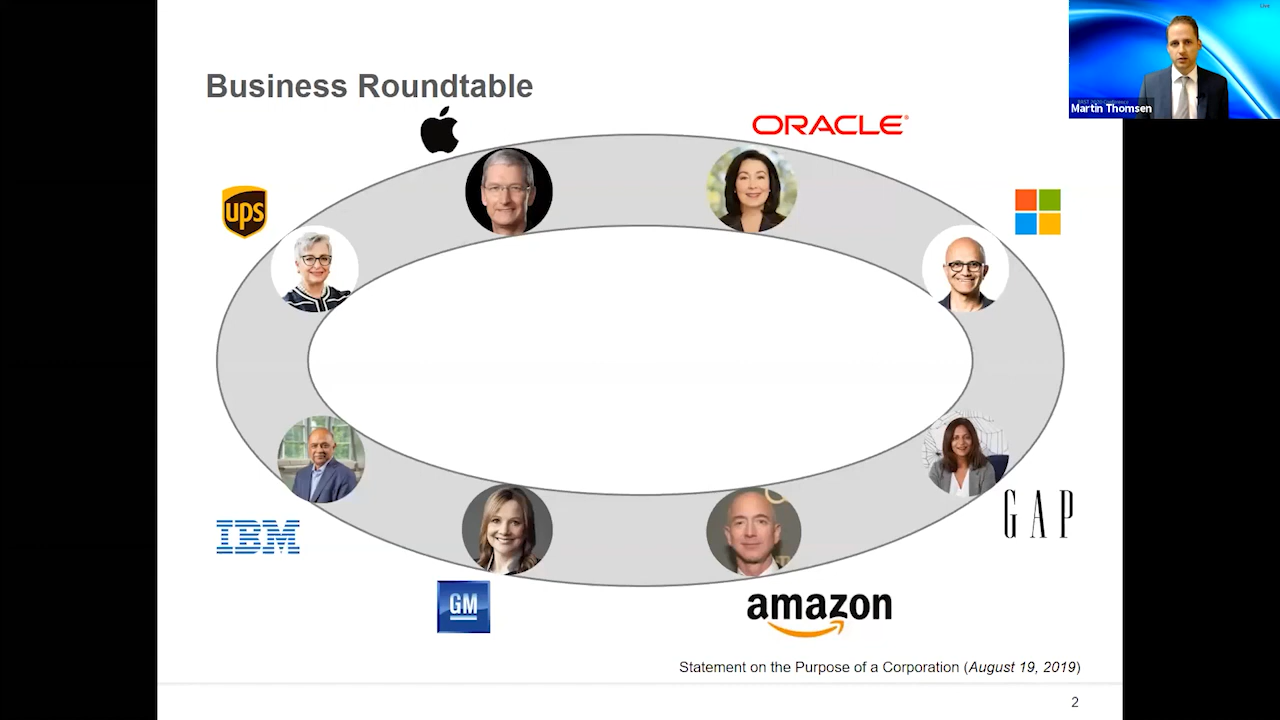 Live
Business Roundtable
Martin Thomsen
ORACLE
ups
GAP
IBM
GM
amazon
Statement on the Purpose of a Corporation (August 19, 2019)
2